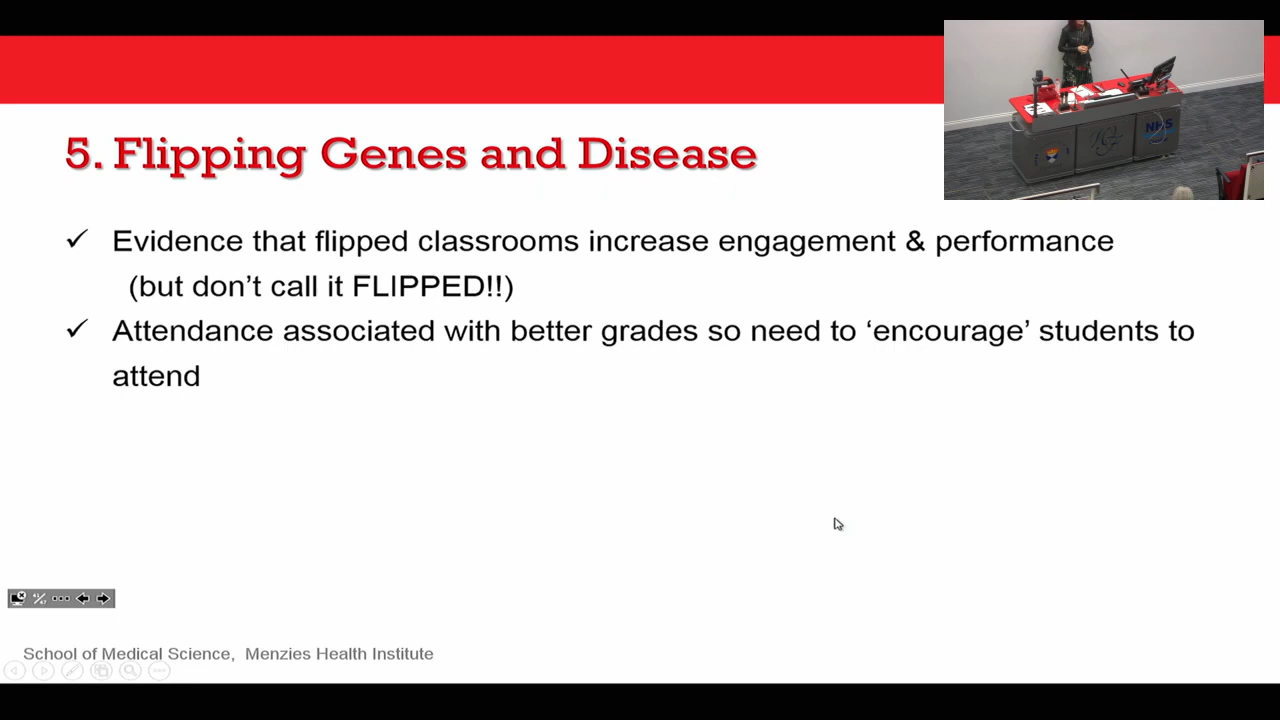 5. Flipping Genes and Disease
✓ Evidence that flipped classrooms increase engagement & performance
(but don't call it FLIPPED!!)
✓ Attendance associated with better grades so need to 'encourage' students to
attend
School of Medical Science, Menzies Health Institute
NHS